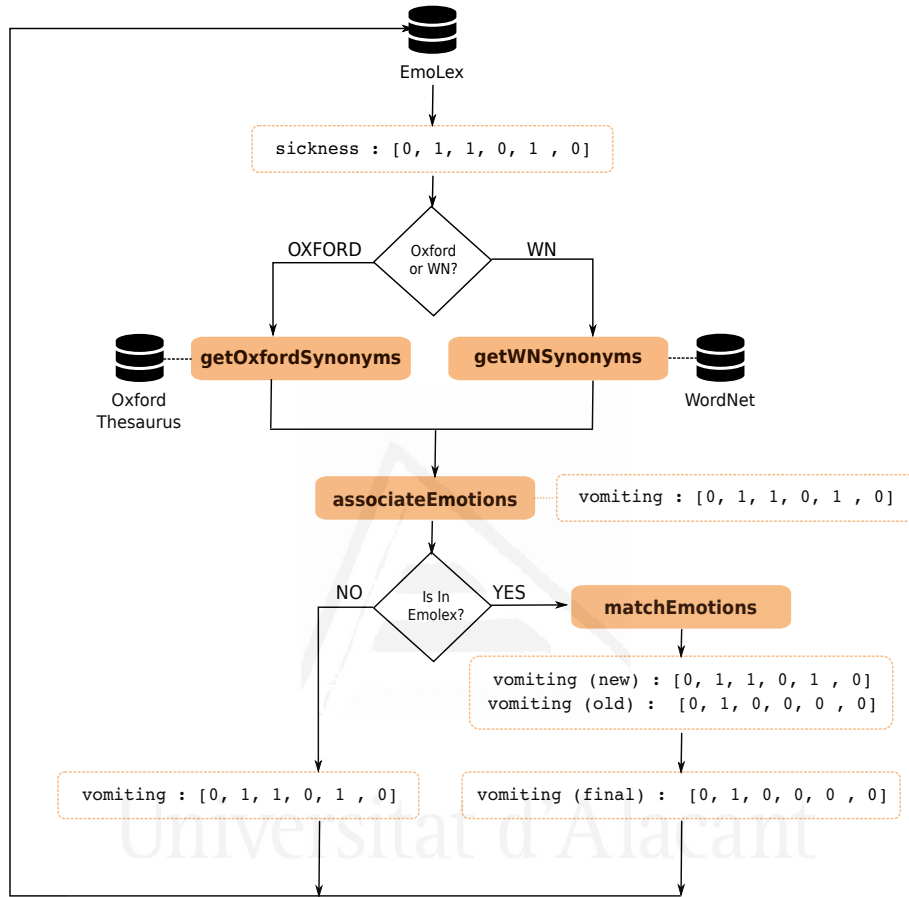 EmoLex
sickness : [0, 1, 1, 0, 1 , 0]
OXFORD
Oxford
or WN?
WN
getOxfordSynonyms
getWNSynonyms
Oxford
Thesaurus
WordNet
associateEmotions
vomiting : [0, 1, 1, 0, 1 , 0]
NO
Is In
Emolex?
YES
matchEmotions
vomiting (new) : [0, 1, 1, 0, 1 , 0]
vomiting (old) : [0, 1, 0, 0, 0 , 0]
vomiting : [0, 1, 1, 0, 1 , 0]
vomiting (final) : [0, 1, 0, 0, 0 , 0]
Universitat d'Alacant